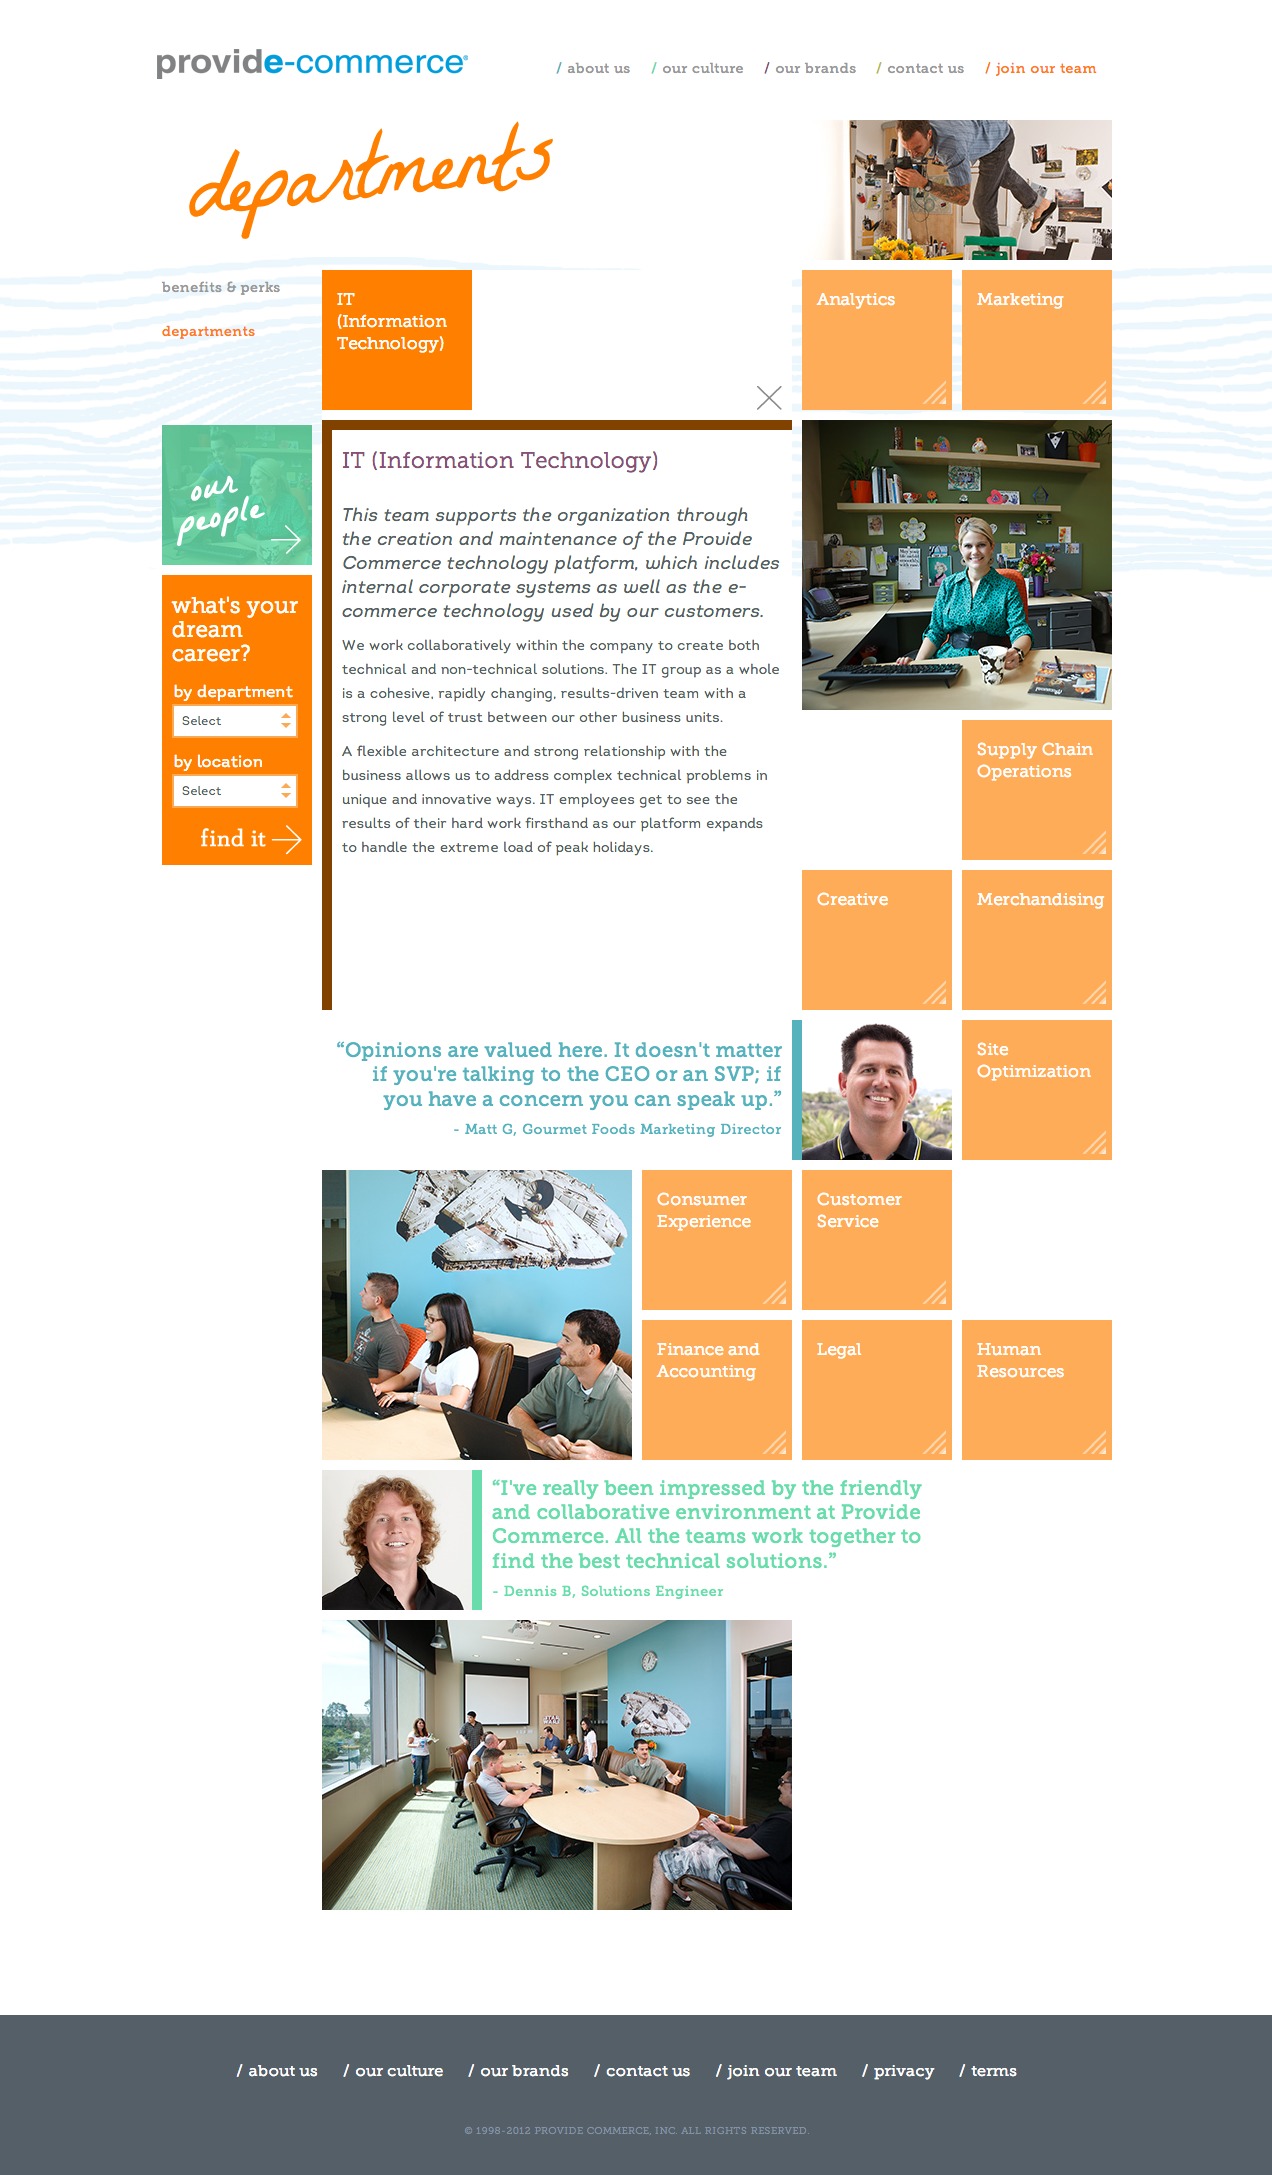 provide-commerce®
/ about us / our culture / our brands / contact us / join our team
departments
benefits & perks
departments
our
people
what's your
dream
career?
by department
Select
by location
Select
find it
IT
(Information
Technology)
Analytics
Marketing
IT (Information Technology)
This team supports the organization through
the creation and maintenance of the Provide
Commerce technology platform, which includes
internal corporate systems as well as the e-
commerce technology used by our customers.
We work collaboratively within the company to create both
technical and non-technical solutions. The IT group as a whole
is a cohesive, rapidly changing, results-driven team with a
strong level of trust between our other business units.
A flexible architecture and strong relationship with the
business allows us to address complex technical problems in
unique and innovative ways. IT employees get to see the
results of their hard work firsthand as our platform expands
to handle the extreme load of peak holidays.
Supply Chain
Operations
Creative
Merchandising
“Opinions are valued here. It doesn't matter
if you're talking to the CEO or an SVP; if
you have a concern you can speak up.”
- Matt G, Gourmet Foods Marketing Director
Site
Optimization
Consumer
Experience
Customer
Service
Finance and
Accounting
Legal
Human
Resources
“I've really been impressed by the friendly
and collaborative environment at Provide
Commerce. All the teams work together to
find the best technical solutions.”
- Dennis B, Solutions Engineer
STAR
WARS
/ about us / our culture / our brands / contact us / join our team / privacy / terms
© 1998-2012 PROVIDE COMMERCE, INC. ALL RIGHTS RESERVED.